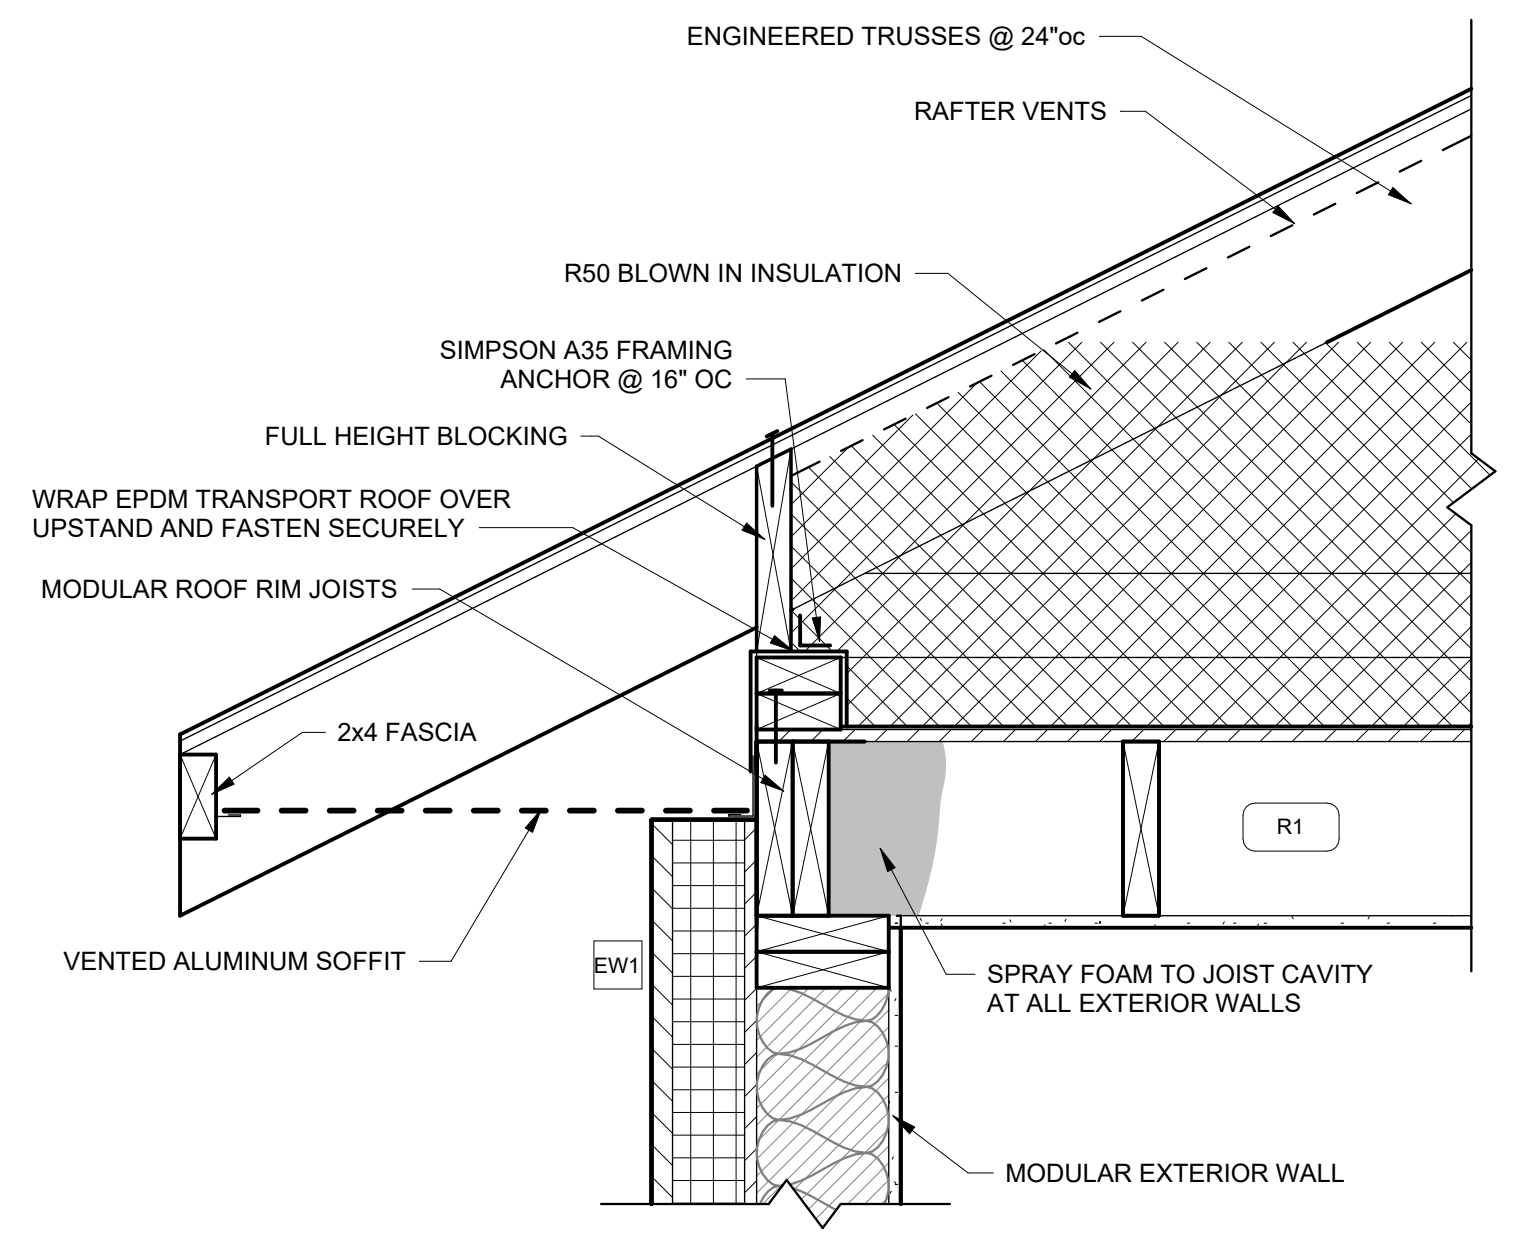 ENGINEERED TRUSSES @ 24"oc
RAFTER VENTS
R50 BLOWN IN INSULATION
SIMPSON A35 FRAMING
ANCHOR @ 16" OC
FULL HEIGHT BLOCKING
WRAP EPDM TRANSPORT ROOF OVER
UPSTAND AND FASTEN SECURELY
MODULAR ROOF RIM JOISTS
2x4 FASCIA
R1
VENTED ALUMINUM SOFFIT
EW1
SPRAY FOAM TO JOIST CAVITY
AT ALL EXTERIOR WALLS
MODULAR EXTERIOR WALL